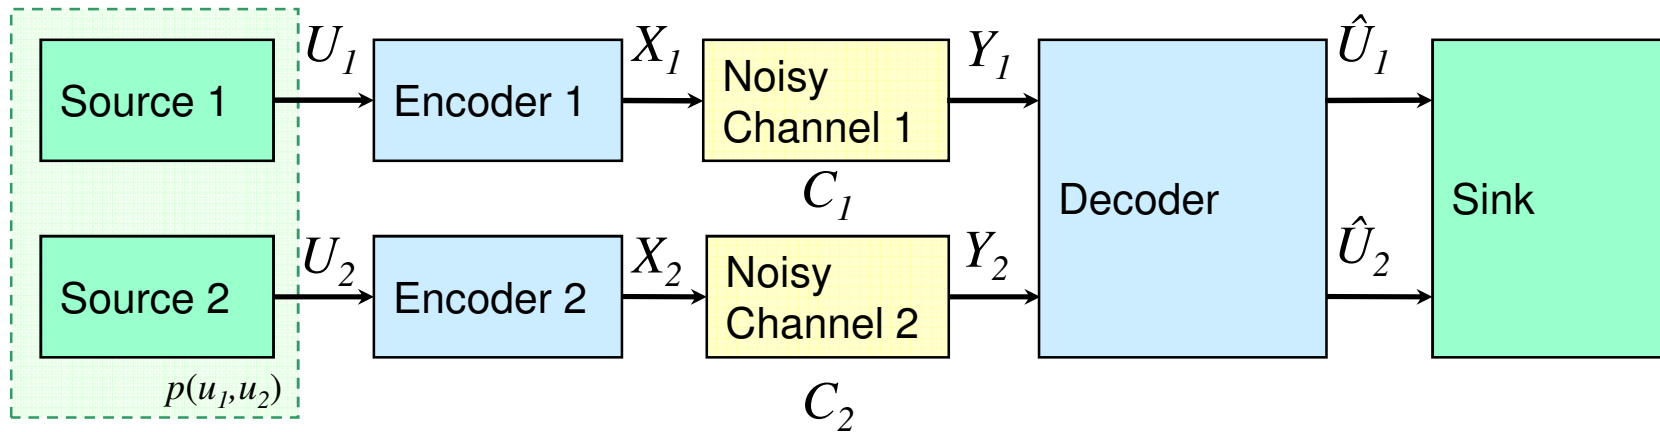 U₁ X₁ Y₁ Û₁
Source 1
Encoder 1
Noisy
Channel 1
C₁
Decoder
Sink
U₂ X₂ Y₂ Û₂
Source 2
Encoder 2
Noisy
Channel 2
p(u₁,u₂)
C₂